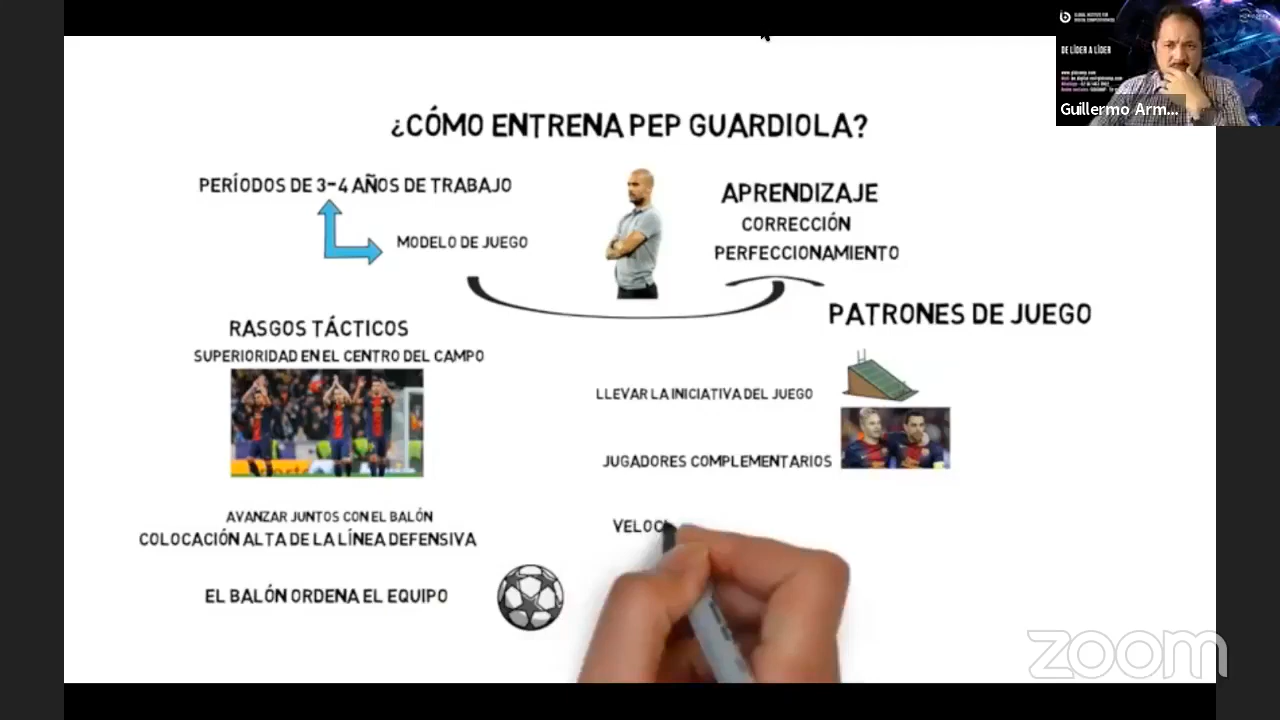 ¿CÓMO ENTRENA PEP GUARDIOLA?
PERÍODOS DE 3-4 AÑOS DE TRABAJO
MODELO DE JUEGO
APRENDIZAJE
CORRECCIÓN
PERFECCIONAMIENTO
RASGOS TÁCTICOS
SUPERIORIDAD EN EL CENTRO DEL CAMPO
AVANZAR JUNTOS CON EL BALÓN
COLOCACIÓN ALTA DE LA LÍNEA DEFENSIVA
EL BALÓN ORDENA EL EQUIPO
PATRONES DE JUEGO
LLEVAR LA INICIATIVA DEL JUEGO
JUGADORES COMPLEMENTARIOS
VELOCI
DE LÍDER A LÍDER
Guillermo Arm...
zoom